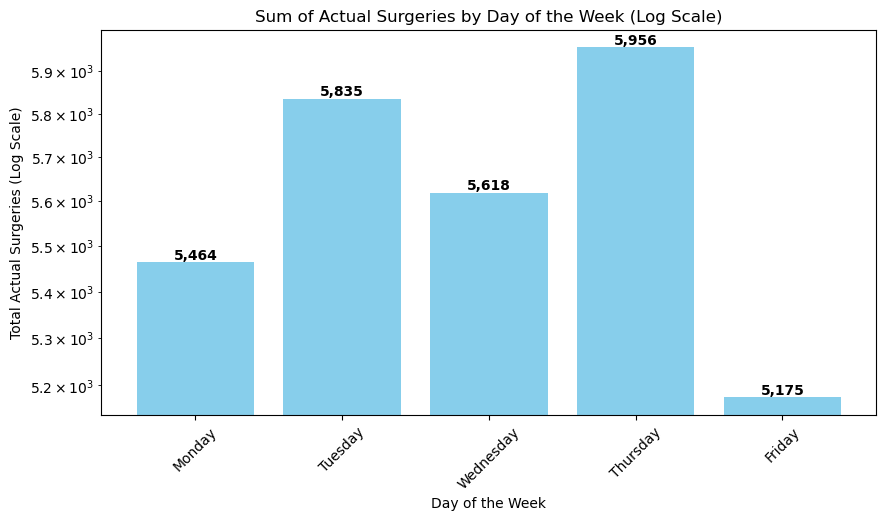 Sum of Actual Surgeries by Day of the Week (Log Scale)
Total Actual Surgeries (Log Scale)
5.9 × 10³
5.8 × 10³
5.7 × 10³
5.6 × 10³
5.5 × 10³
5.4 × 10³
5.3 × 10³
5.2 × 10³
5,464
5,835
5,618
5,956
5,175
Monday
Tuesday
Wednesday
Thursday
Friday
Day of the Week